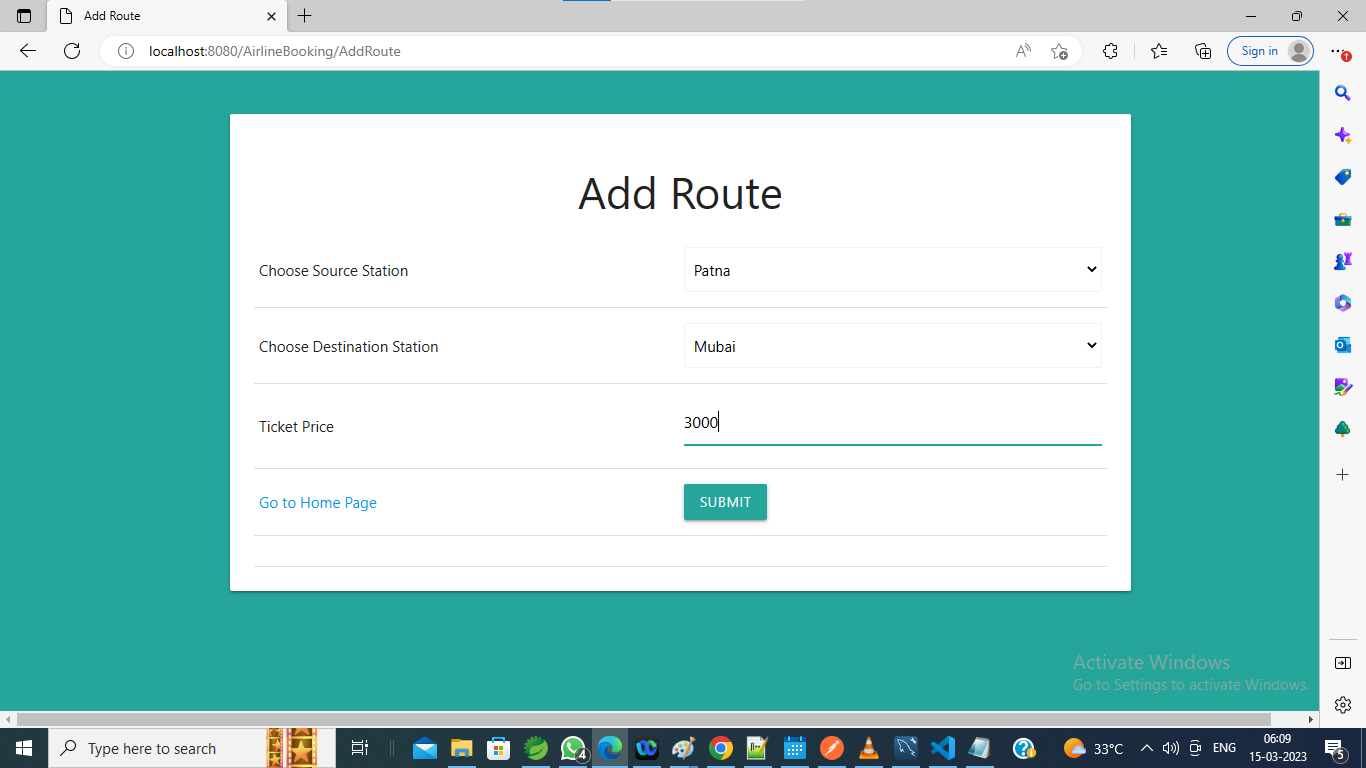 Add Route
localhost:8080/AirlineBooking/AddRoute
Sign in
Add Route
Choose Source Station
Patna
Choose Destination Station
Mubai
Ticket Price
3000
Go to Home Page
SUBMIT
Activate Windows
Go to Settings to activate Windows.
Type here to search
4
33°C
ENG
06:09
15-03-2023
5